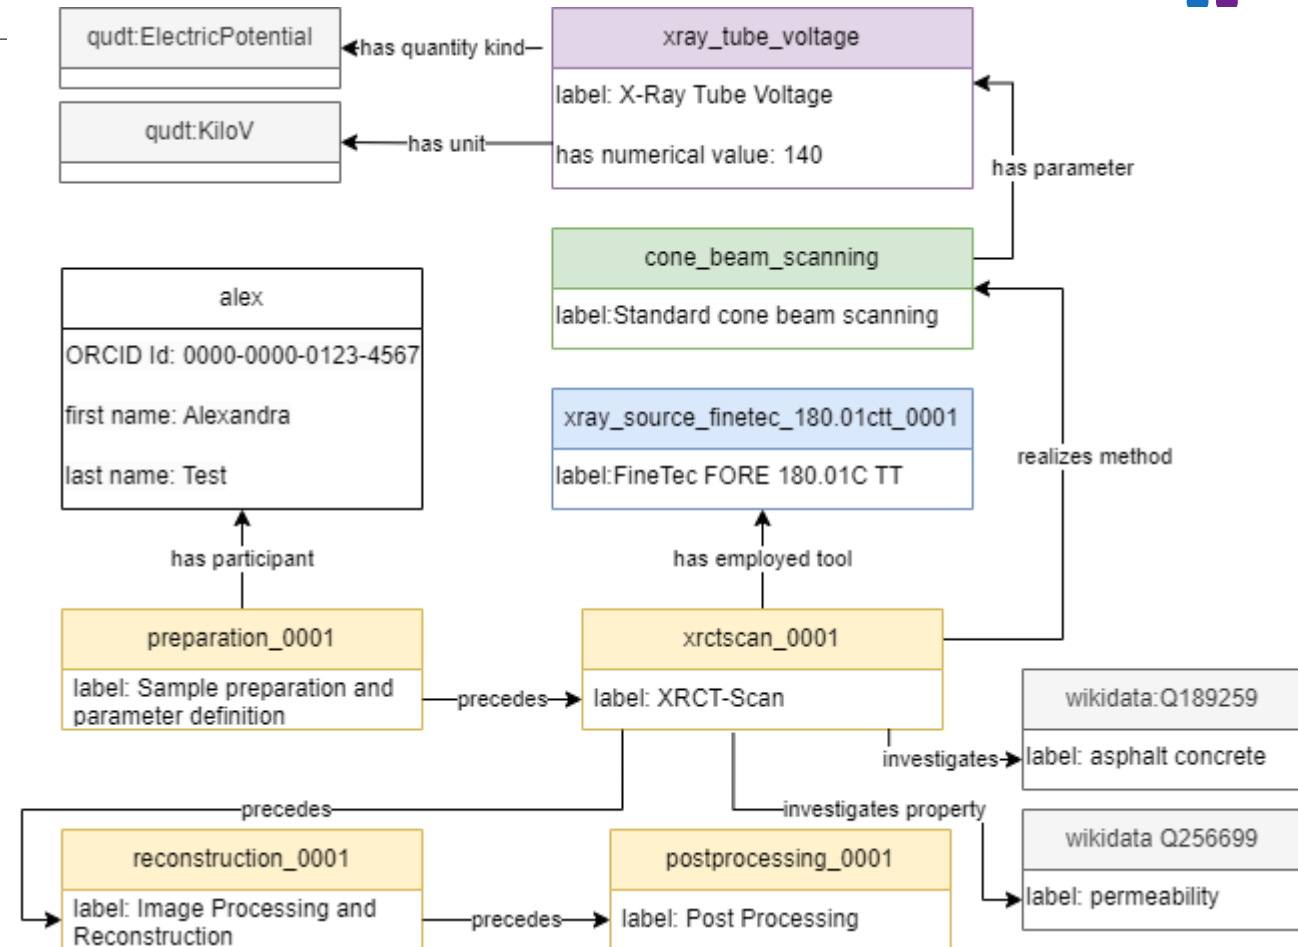 qudt:ElectricPotential
has quantity kind
xray_tube_voltage
label: X-Ray Tube Voltage
has numerical value: 140
qudt:KiloV
has unit
has parameter
cone_beam_scanning
label:Standard cone beam scanning
alex
ORCID Id: 0000-0000-0123-4567
first name: Alexandra
last name: Test
xray_source_finetec_180.01ctt_0001
label:FineTec FORE 180.01C TT
realizes method
has participant
has employed tool
preparation_0001
label: Sample preparation and
parameter definition
precedes
xrctscan_0001
label: XRCT-Scan
wikidata:Q189259
label: asphalt concrete
investigates
precedes
investigates property
wikidata Q256699
label: permeability
reconstruction_0001
label: Image Processing and
Reconstruction
precedes
postprocessing_0001
label: Post Processing